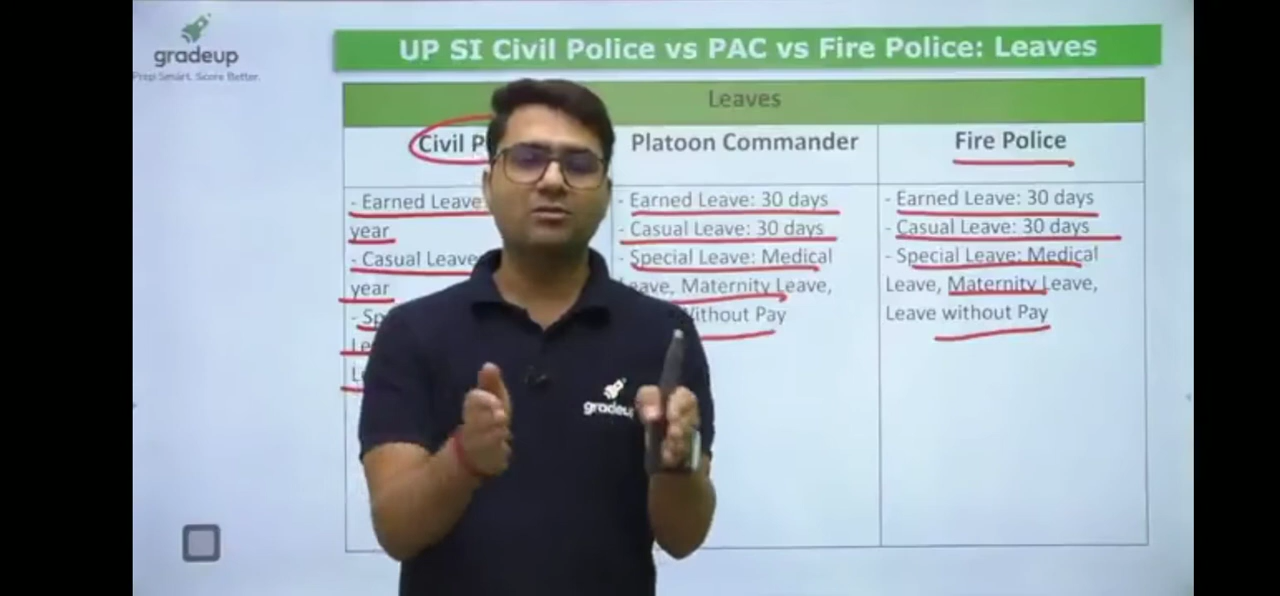 gradeup
Prep Smart. Score Better.
UP SI Civil Police vs PAC vs Fire Police: Leaves
Leaves
Civil P
Platoon Commander
Fire Police
- Earned Leave
year
- Casual Leave
year
- Sp
Le
L
- Earned Leave: 30 days
- Casual Leave: 30 days
- Special Leave: Medical
Leave, Maternity Leave,
Without Pay
- Earned Leave: 30 days
- Casual Leave: 30 days
- Special Leave: Medical
Leave, Maternity Leave,
Leave without Pay
gradeup